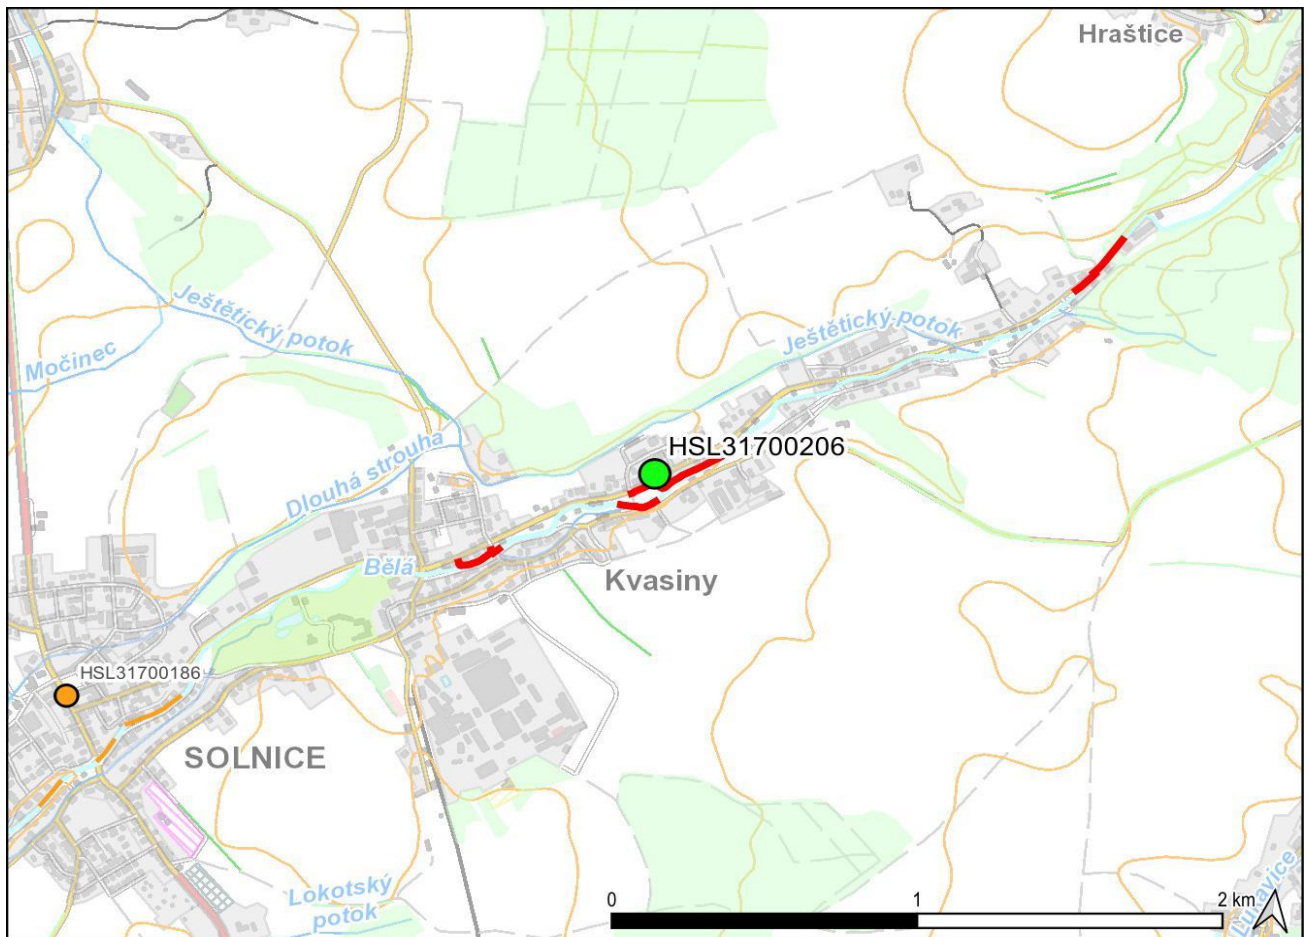 Hraštice
Ještětický potok
Močinec
Ještětický potok
Dlouhá strouha
HSL31700206
Bělá
Kvasiny
HSL31700186
SOLNICE
Lokotský
potok
0 1 2 km
Lukavice